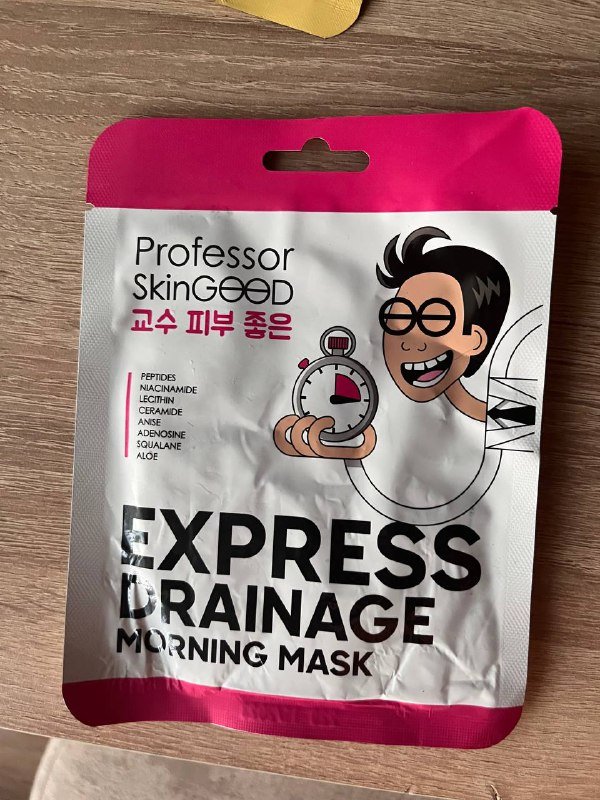 Professor
SkinGOOD
교수 피부 좋은
PEPTIDES
NIACINAMIDE
LECITHIN
CERAMIDE
ANISE
ADENOSINE
SQUALANE
ALOE
EXPRESS
DRAINAGE
MORNING MASK